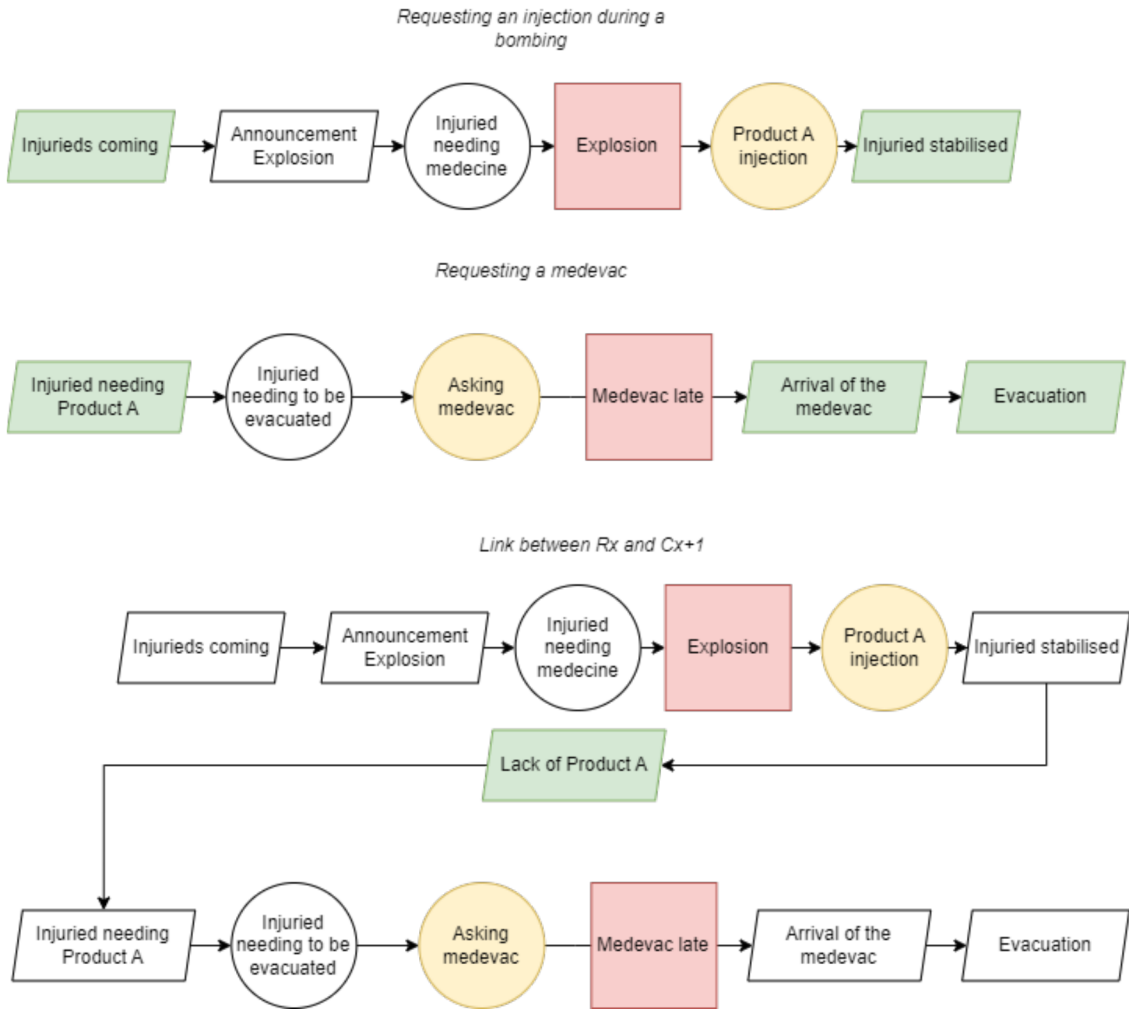 Requesting an injection during a
bombing
Injurieds coming
Announcement
Explosion
Injuried
needing
medecine
Explosion
Product A
injection
Injuried stabilised
Requesting a medevac
Injuried needing
Product A
Injuried
needing to be
evacuated
Asking
medevac
Medevac late
Arrival of the
medevac
Evacuation
Link between Rx and Cx+1
Injurieds coming
Announcement
Explosion
Injuried
needing
medecine
Explosion
Product A
injection
Injuried stabilised
Lack of Product A
Injuried needing
Product A
Injuried
needing to be
evacuated
Asking
medevac
Medevac late
Arrival of the
medevac
Evacuation